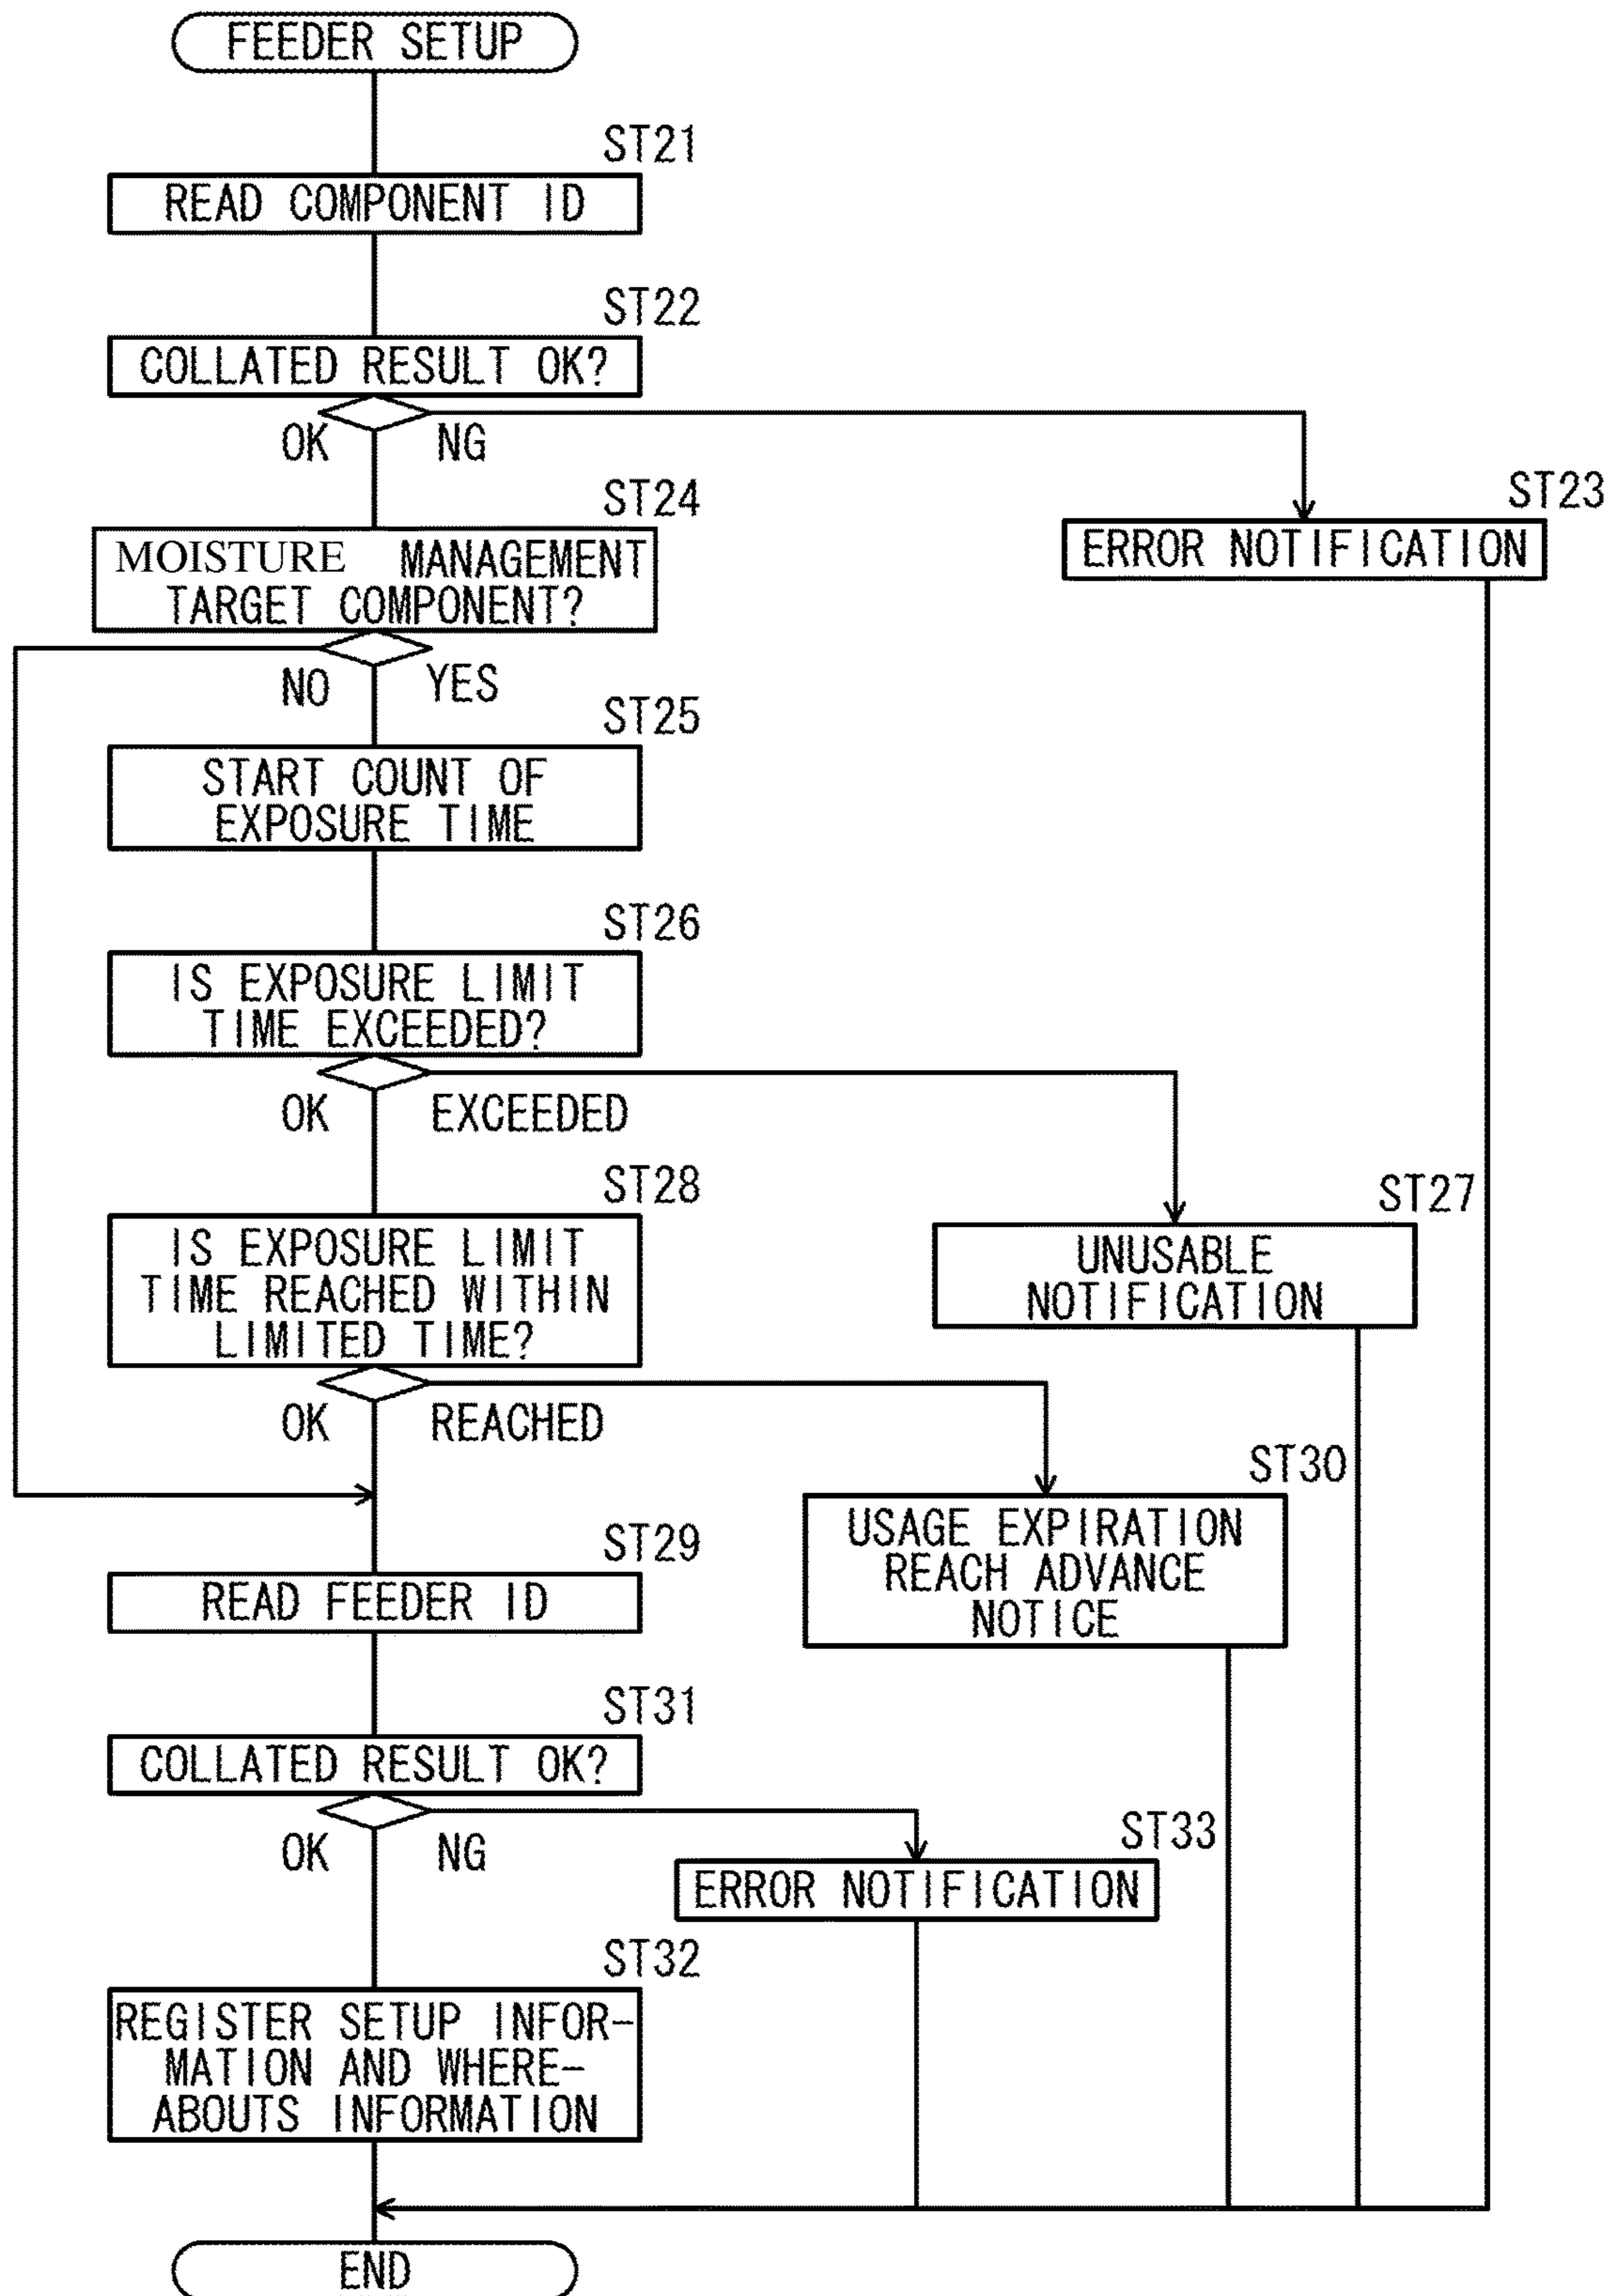 FEEDER SETUP
ST21
READ COMPONENT ID
ST22
COLLATED RESULT OK?
OK
NG
ST23
ERROR NOTIFICATION
ST24
MOISTURE MANAGEMENT
TARGET COMPONENT?
NO
YES
ST25
START COUNT OF
EXPOSURE TIME
ST26
IS EXPOSURE LIMIT
TIME EXCEEDED?
OK
EXCEEDED
ST27
UNUSABLE
NOTIFICATION
ST28
IS EXPOSURE LIMIT
TIME REACHED WITHIN
LIMITED TIME?
OK
REACHED
ST30
USAGE EXPIRATION
REACH ADVANCE
NOTICE
ST29
READ FEEDER ID
ST31
COLLATED RESULT OK?
OK
NG
ST33
ERROR NOTIFICATION
ST32
REGISTER SETUP INFOR-
MATION AND WHERE-
ABOUTS INFORMATION
END